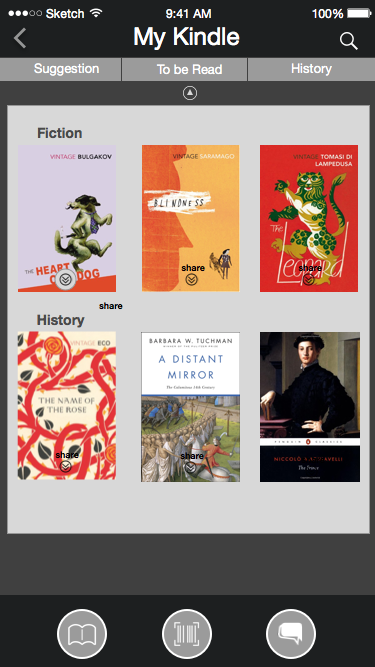 Sketch 9:41 AM 100%
My Kindle
Suggestion To be Read History
Fiction
VINTAGE BULGAKOV
THE HEART
DOG
VINTAGE SARAMAGO
BLINDNESS
share
VINTAGE TOMASI DI
LAMPEDUSA
The
Leopard
share
share
History
VINTAGE ECO
THE NAME OF
THE ROSE
share
BARBARA W. TUCHMAN
A DISTANT
MIRROR
The Calamitous 14th Century
share
PENGUIN CLASSICS
NICCOLÒ MACHIAVELLI
The Prince